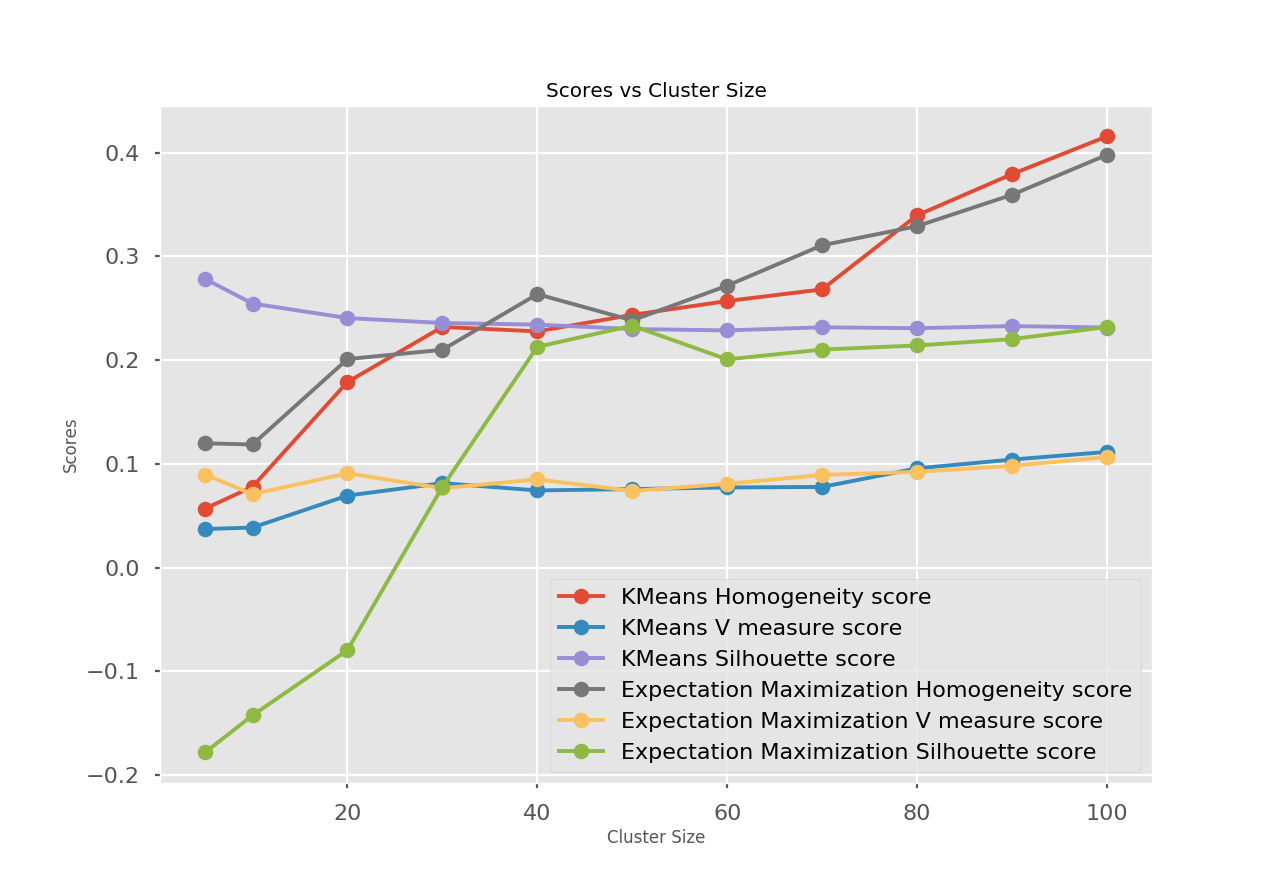 Scores vs Cluster Size
0.4
0.3
0.2
0.1
0.0
−0.1
−0.2
Scores
KMeans Homogeneity score
KMeans V measure score
KMeans Silhouette score
Expectation Maximization Homogeneity score
Expectation Maximization V measure score
Expectation Maximization Silhouette score
20 40 60 80 100
Cluster Size